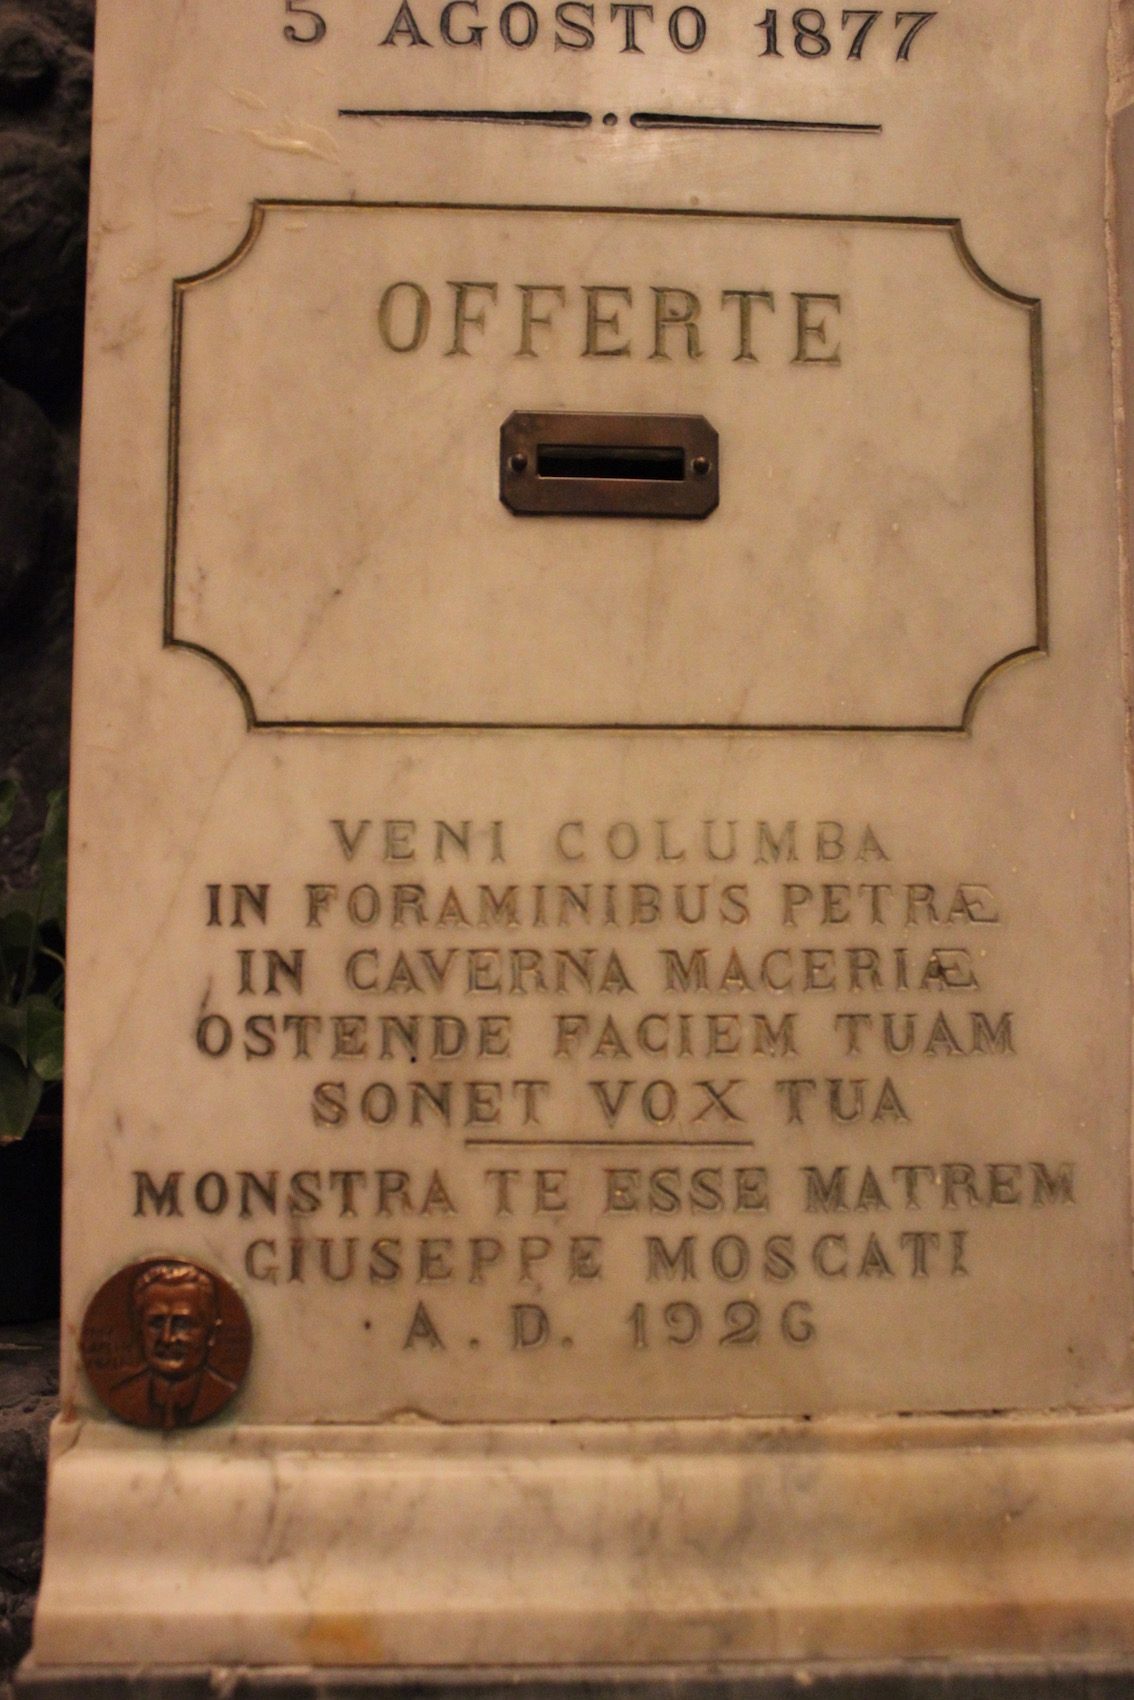 5 AGOSTO 1877
OFFERTE
VENI COLUMBA
IN FORAMINIBUS PETRÆ
IN CAVERNA MACERIÆ
OSTENDE FACIEM TUAM
SONET VOX TUA
MONSTRA TE ESSE MATREM
GIUSEPPE MOSCATI
A. D. 1926